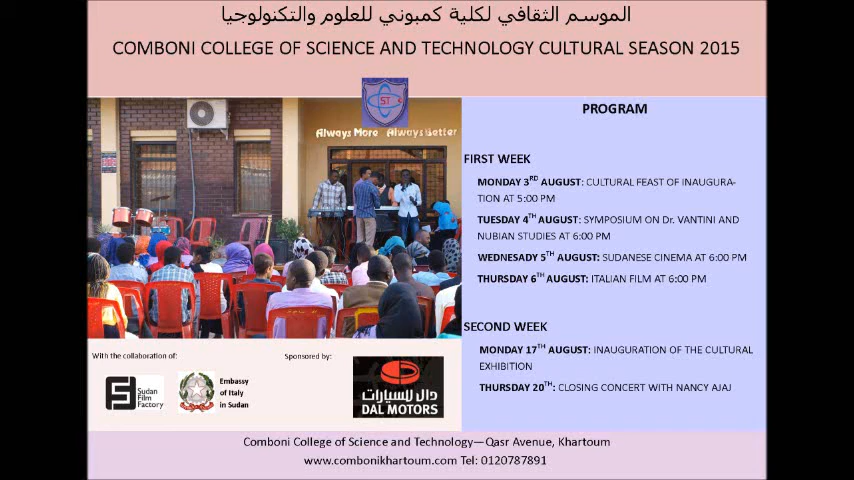 الموسم الثقافي لكلية كمبوني للعلوم والتكنولوجيا
COMBONI COLLEGE OF SCIENCE AND TECHNOLOGY CULTURAL SEASON 2015
ST
Always More Always Better
PROGRAM
FIRST WEEK
MONDAY 3RD AUGUST: CULTURAL FEAST OF INAUGURA-
TION AT 5:00 PM
TUESDAY 4TH AUGUST: SYMPOSIUM ON Dr. VANTINI AND
NUBIAN STUDIES AT 6:00 PM
WEDNESADY 5TH AUGUST: SUDANESE CINEMA AT 6:00 PM
THURSDAY 6TH AUGUST: ITALIAN FILM AT 6:00 PM
SECOND WEEK
MONDAY 17TH AUGUST: INAUGURATION OF THE CULTURAL
EXHIBITION
THURSDAY 20TH: CLOSING CONCERT WITH NANCY AJAJ
With the collaboration of:
Sudan
Film
Factory
Embassy
of Italy
in Sudan
Sponsored by:
دال للسيارات
DAL MOTORS
Comboni College of Science and Technology—Qasr Avenue, Khartoum
www.combonikhartoum.com Tel: 0120787891